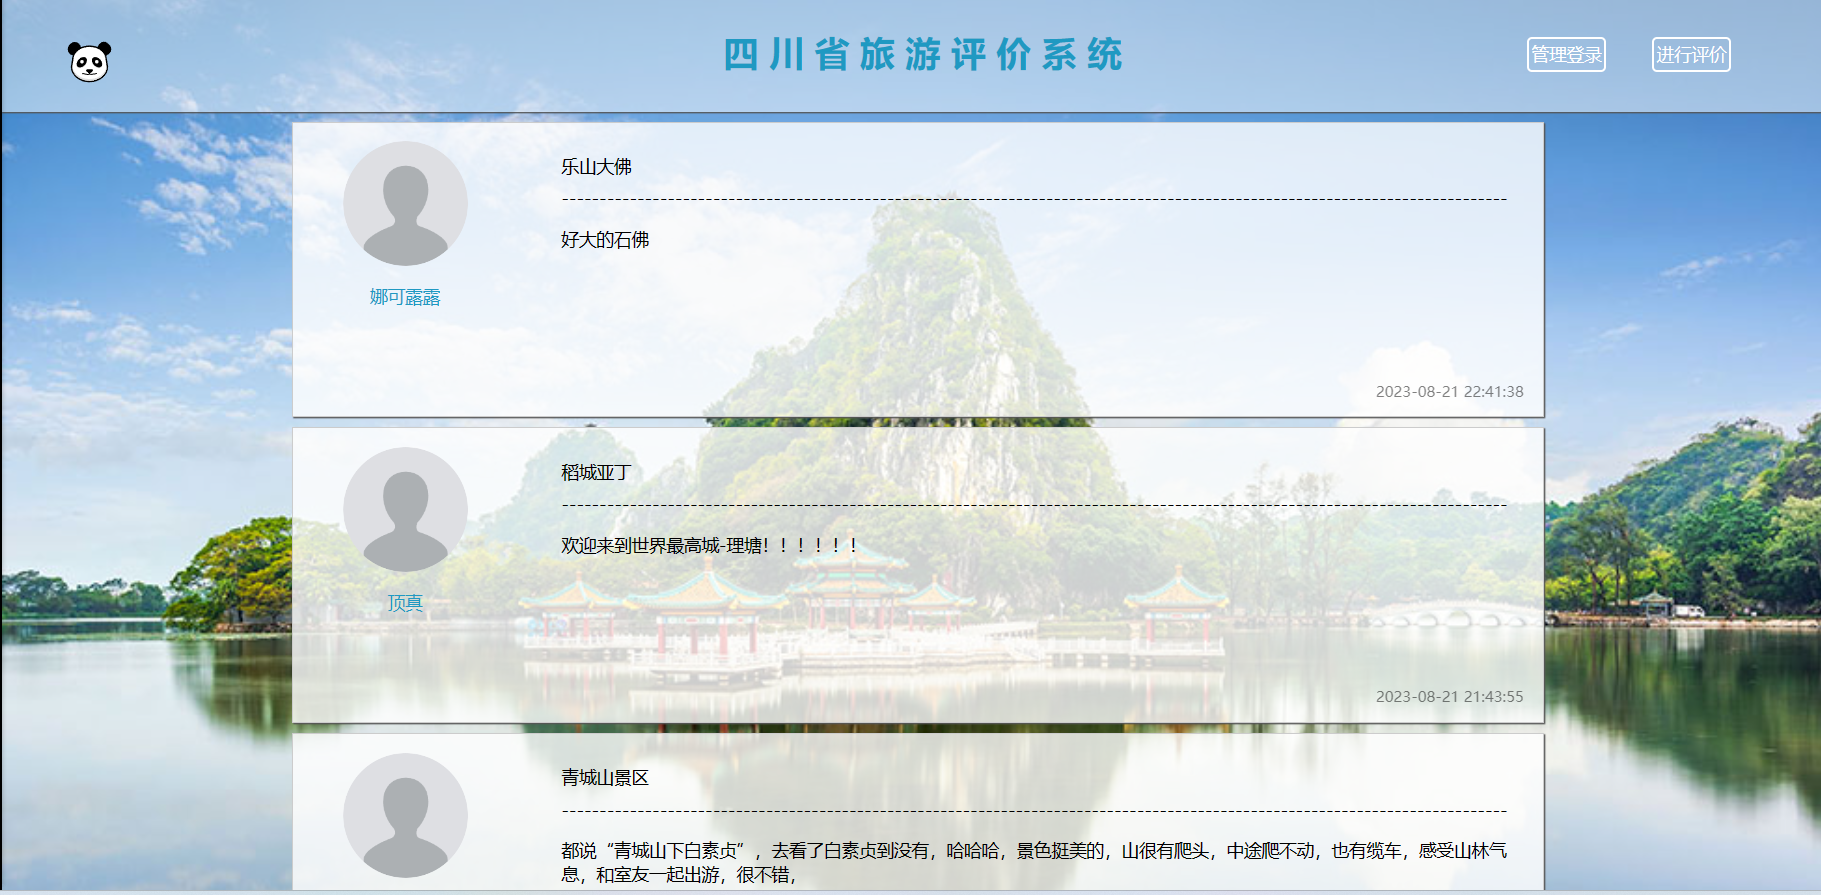 四川省旅游评价系统
管理登录
进行评价
乐山大佛
好大的石佛
娜可露露
2023-08-21 22:41:38
稻城亚丁
欢迎来到世界最高城-理塘！！！！！！
顶真
2023-08-21 21:43:55
青城山景区
都说“青城山下白素贞”，去看了白素贞到没有，哈哈哈，景色挺美的，山很有爬头，中途爬不动，也有缆车，感受山林气
息，和室友一起出游，很不错，